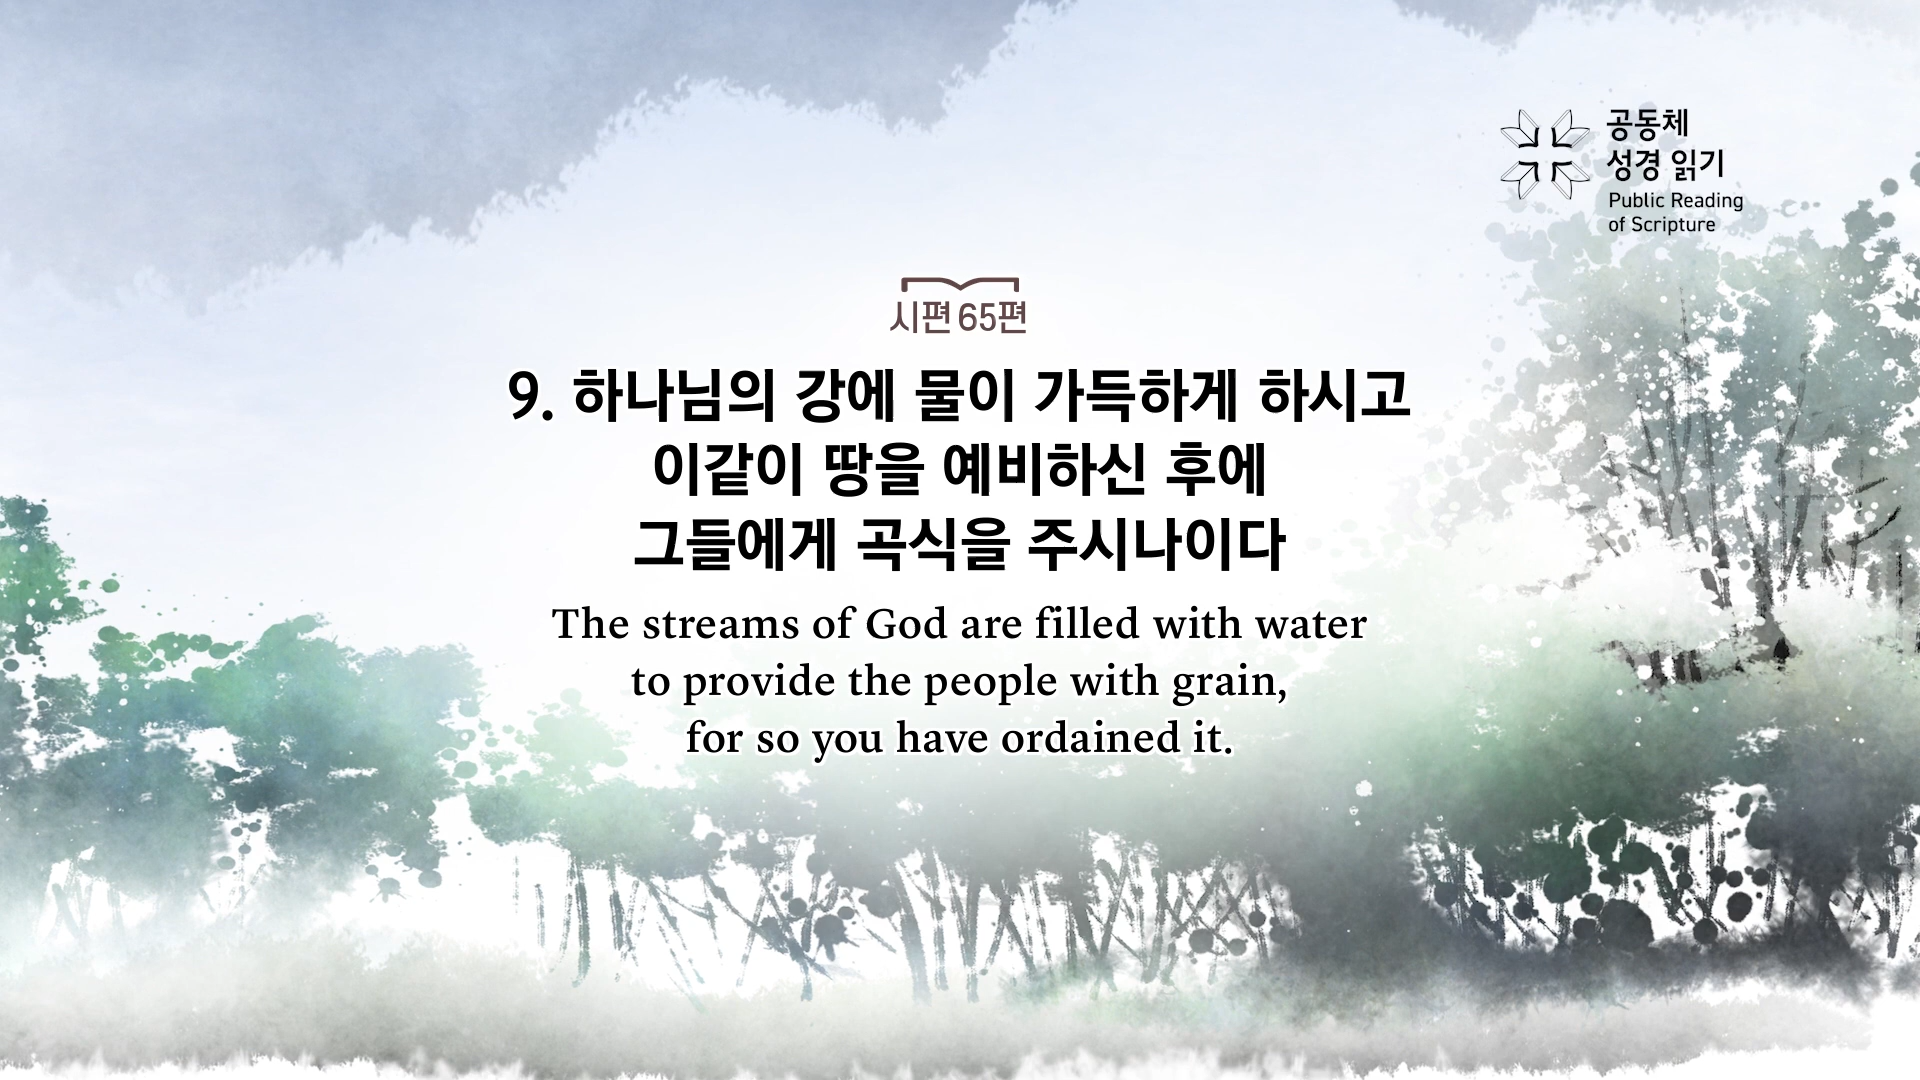 공동체
성경 읽기
Public Reading
of Scripture
시편 65편
9. 하나님의 강에 물이 가득하게 하시고
이같이 땅을 예비하신 후에
그들에게 곡식을 주시나이다
The streams of God are filled with water
to provide the people with grain,
for so you have ordained it.